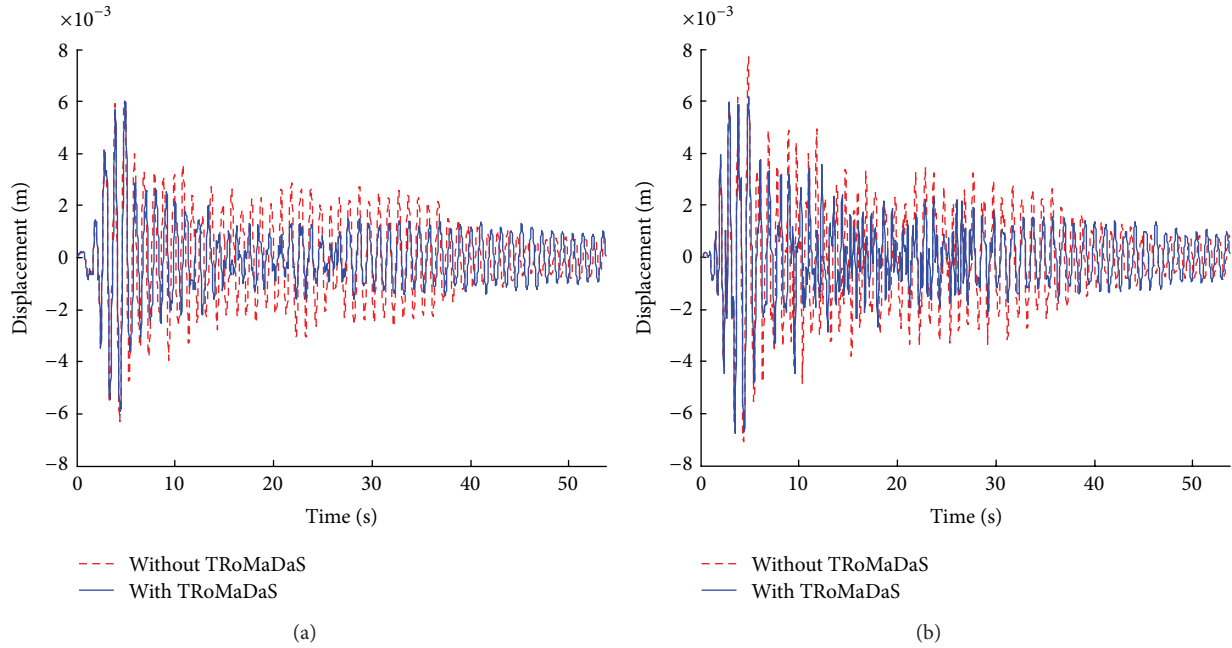 ×10−3
8
6
4
2
0
−2
−4
−6
−8
Displacement (m)
0 10 20 30 40 50
Time (s)
Without TRoMaDaS
With TRoMaDaS
(a)
×10−3
8
6
4
2
0
−2
−4
−6
−8
Displacement (m)
0 10 20 30 40 50
Time (s)
Without TRoMaDaS
With TRoMaDaS
(b)